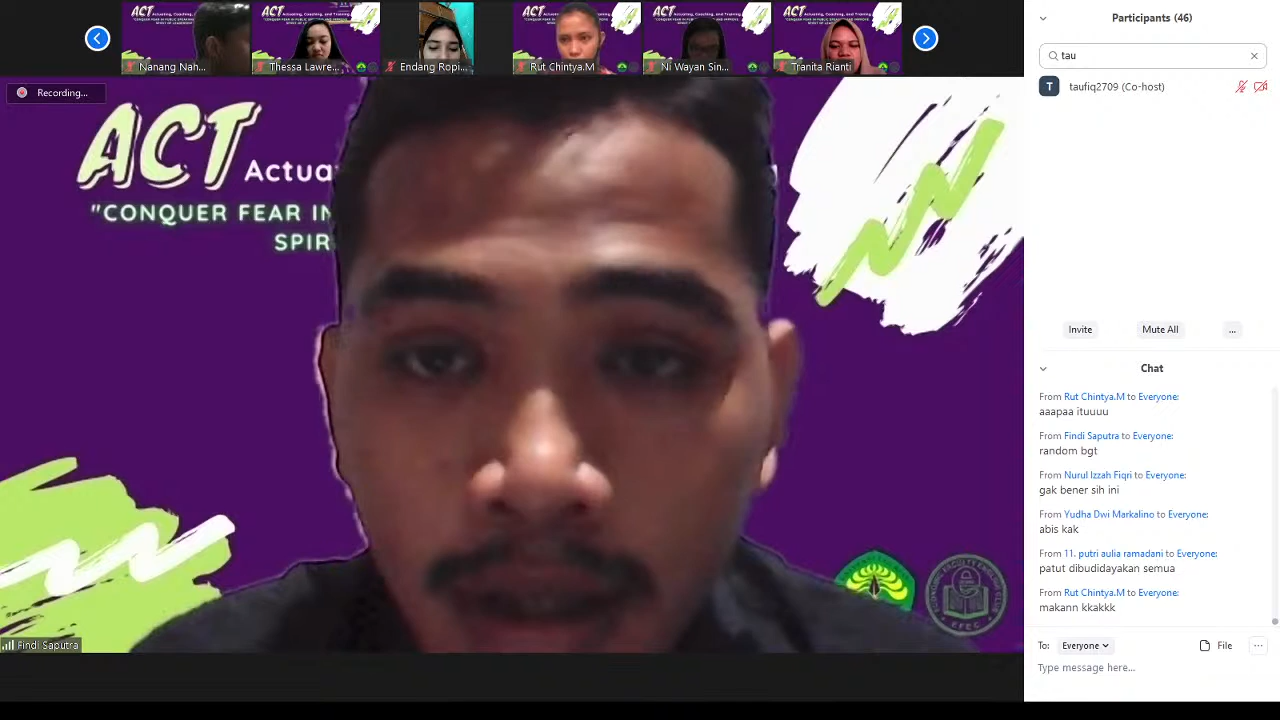 Nanang Nah...
Thessa Lawre...
Endang Ropi...
Rut Chintya.M
Ni Wayan Sin...
Tranita Rianti
Recording...
ACT Actua
"CONQUER FEAR IN
SPIR
Findi Saputra
Participants (46)
tau
T taufiq2709 (Co-host)
Invite Mute All ...
Chat
From Rut Chintya.M to Everyone:
aaapaa ituuuu
From Findi Saputra to Everyone:
random bgt
From Nurul Izzah Fiqri to Everyone:
gak bener sih ini
From Yudha Dwi Markalino to Everyone:
abis kak
From 11. putri aulia ramadani to Everyone:
patut dibudidayakan semua
From Rut Chintya.M to Everyone:
makann kkakkk
To: Everyone File ...
Type message here...